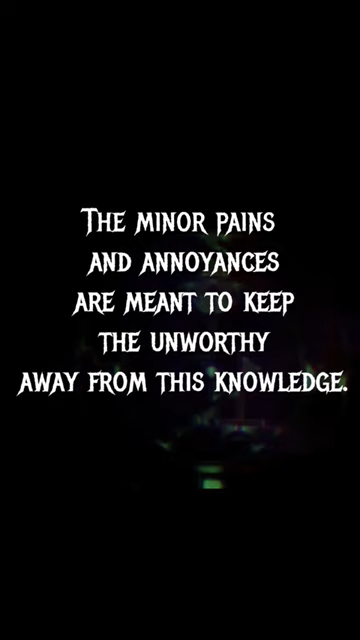 The minor pains
and annoyances
are meant to keep
the unworthy
away from this knowledge.